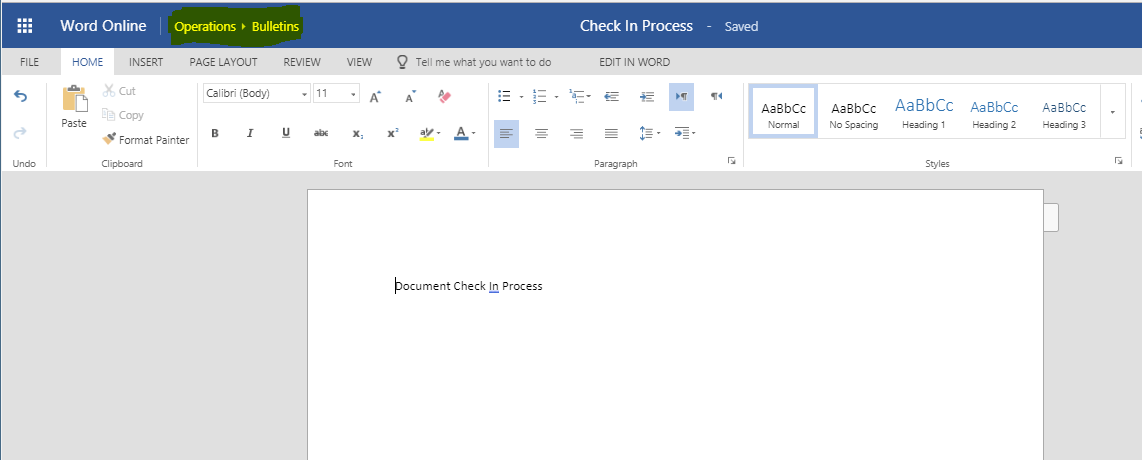 Word Online Operations Bulletins Check In Process - Saved
FILE HOME INSERT PAGE LAYOUT REVIEW VIEW Tell me what you want to do EDIT IN WORD
Cut
Calibri (Body) 11
Copy
Paste
Format Painter
B I U abc x₂ x² ab A
AaBbCc AaBbCc AaBbCc AaBbCc AaBbCc
Normal No Spacing Heading 1 Heading 2 Heading 3
Undo Clipboard Font Paragraph Styles
Document Check In Process